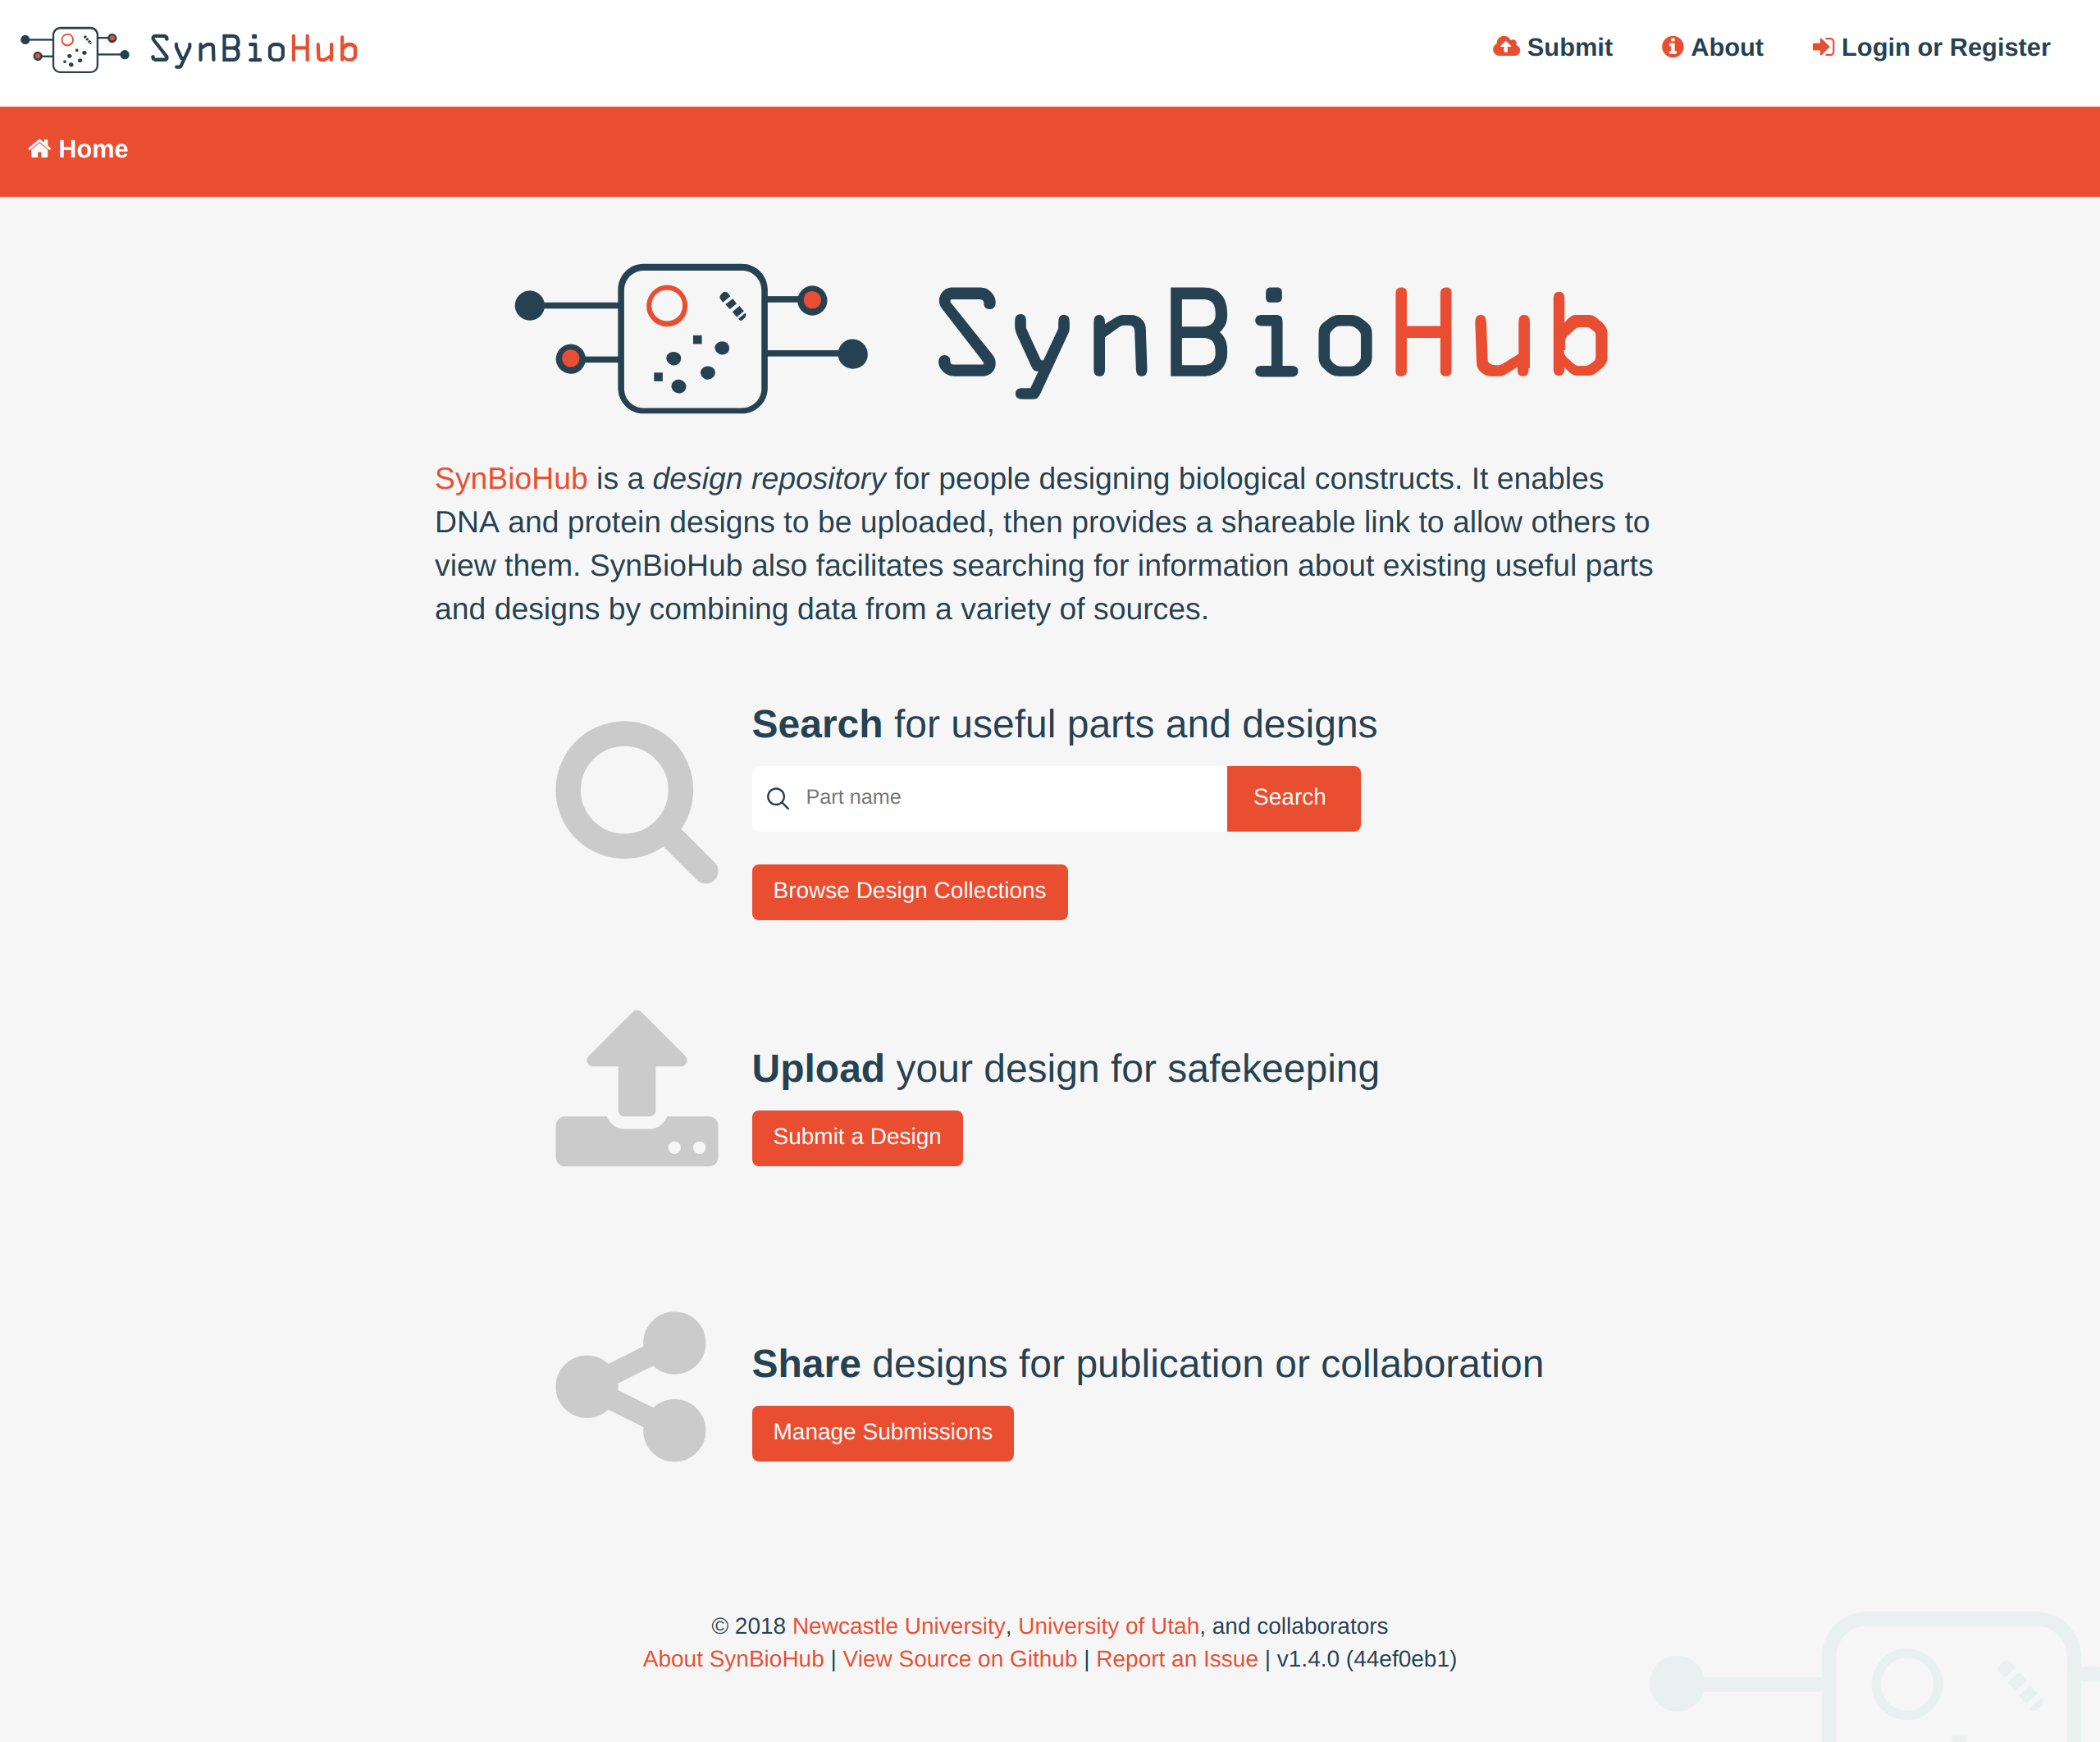 SynBioHub
Submit
About
Login or Register
Home
SynBioHub
SynBioHub is a design repository for people designing biological constructs. It enables
DNA and protein designs to be uploaded, then provides a shareable link to allow others to
view them. SynBioHub also facilitates searching for information about existing useful parts
and designs by combining data from a variety of sources.
Search for useful parts and designs
Part name
Search
Browse Design Collections
Upload your design for safekeeping
Submit a Design
Share designs for publication or collaboration
Manage Submissions
© 2018 Newcastle University, University of Utah, and collaborators
About SynBioHub | View Source on Github | Report an Issue | v1.4.0 (44ef0eb1)